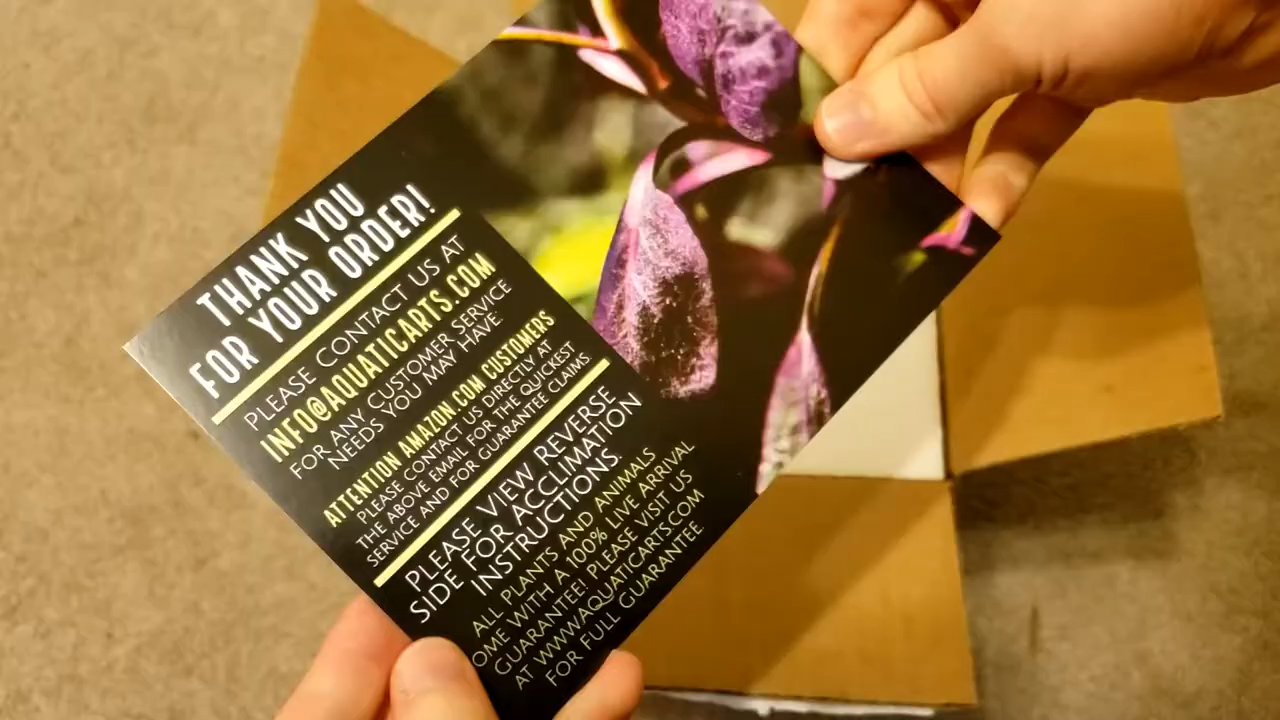 THANK YOU
FOR YOUR ORDER!
PLEASE CONTACT US AT
INFO@AQUATICARTS.COM
FOR ANY CUSTOMER SERVICE
NEEDS YOU MAY HAVE
ATTENTION AMAZON.COM CUSTOMERS
PLEASE CONTACT US DIRECTLY AT
THE ABOVE EMAIL FOR THE QUICKEST
SERVICE AND FOR GUARANTEE CLAIMS
PLEASE VIEW REVERSE
SIDE FOR ACCLIMATION
INSTRUCTIONS.
ALL PLANTS AND ANIMALS
OME WITH A 100% LIVE ARRIVAL
GUARANTEE! PLEASE VISIT US
AT WWW.AQUATICARTS.COM
FOR FULL GUARANTEE